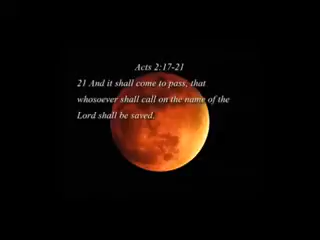 Acts 2:17-21
21 And it shall come to pass, that
whosoever shall call on the name of the
Lord shall be saved.